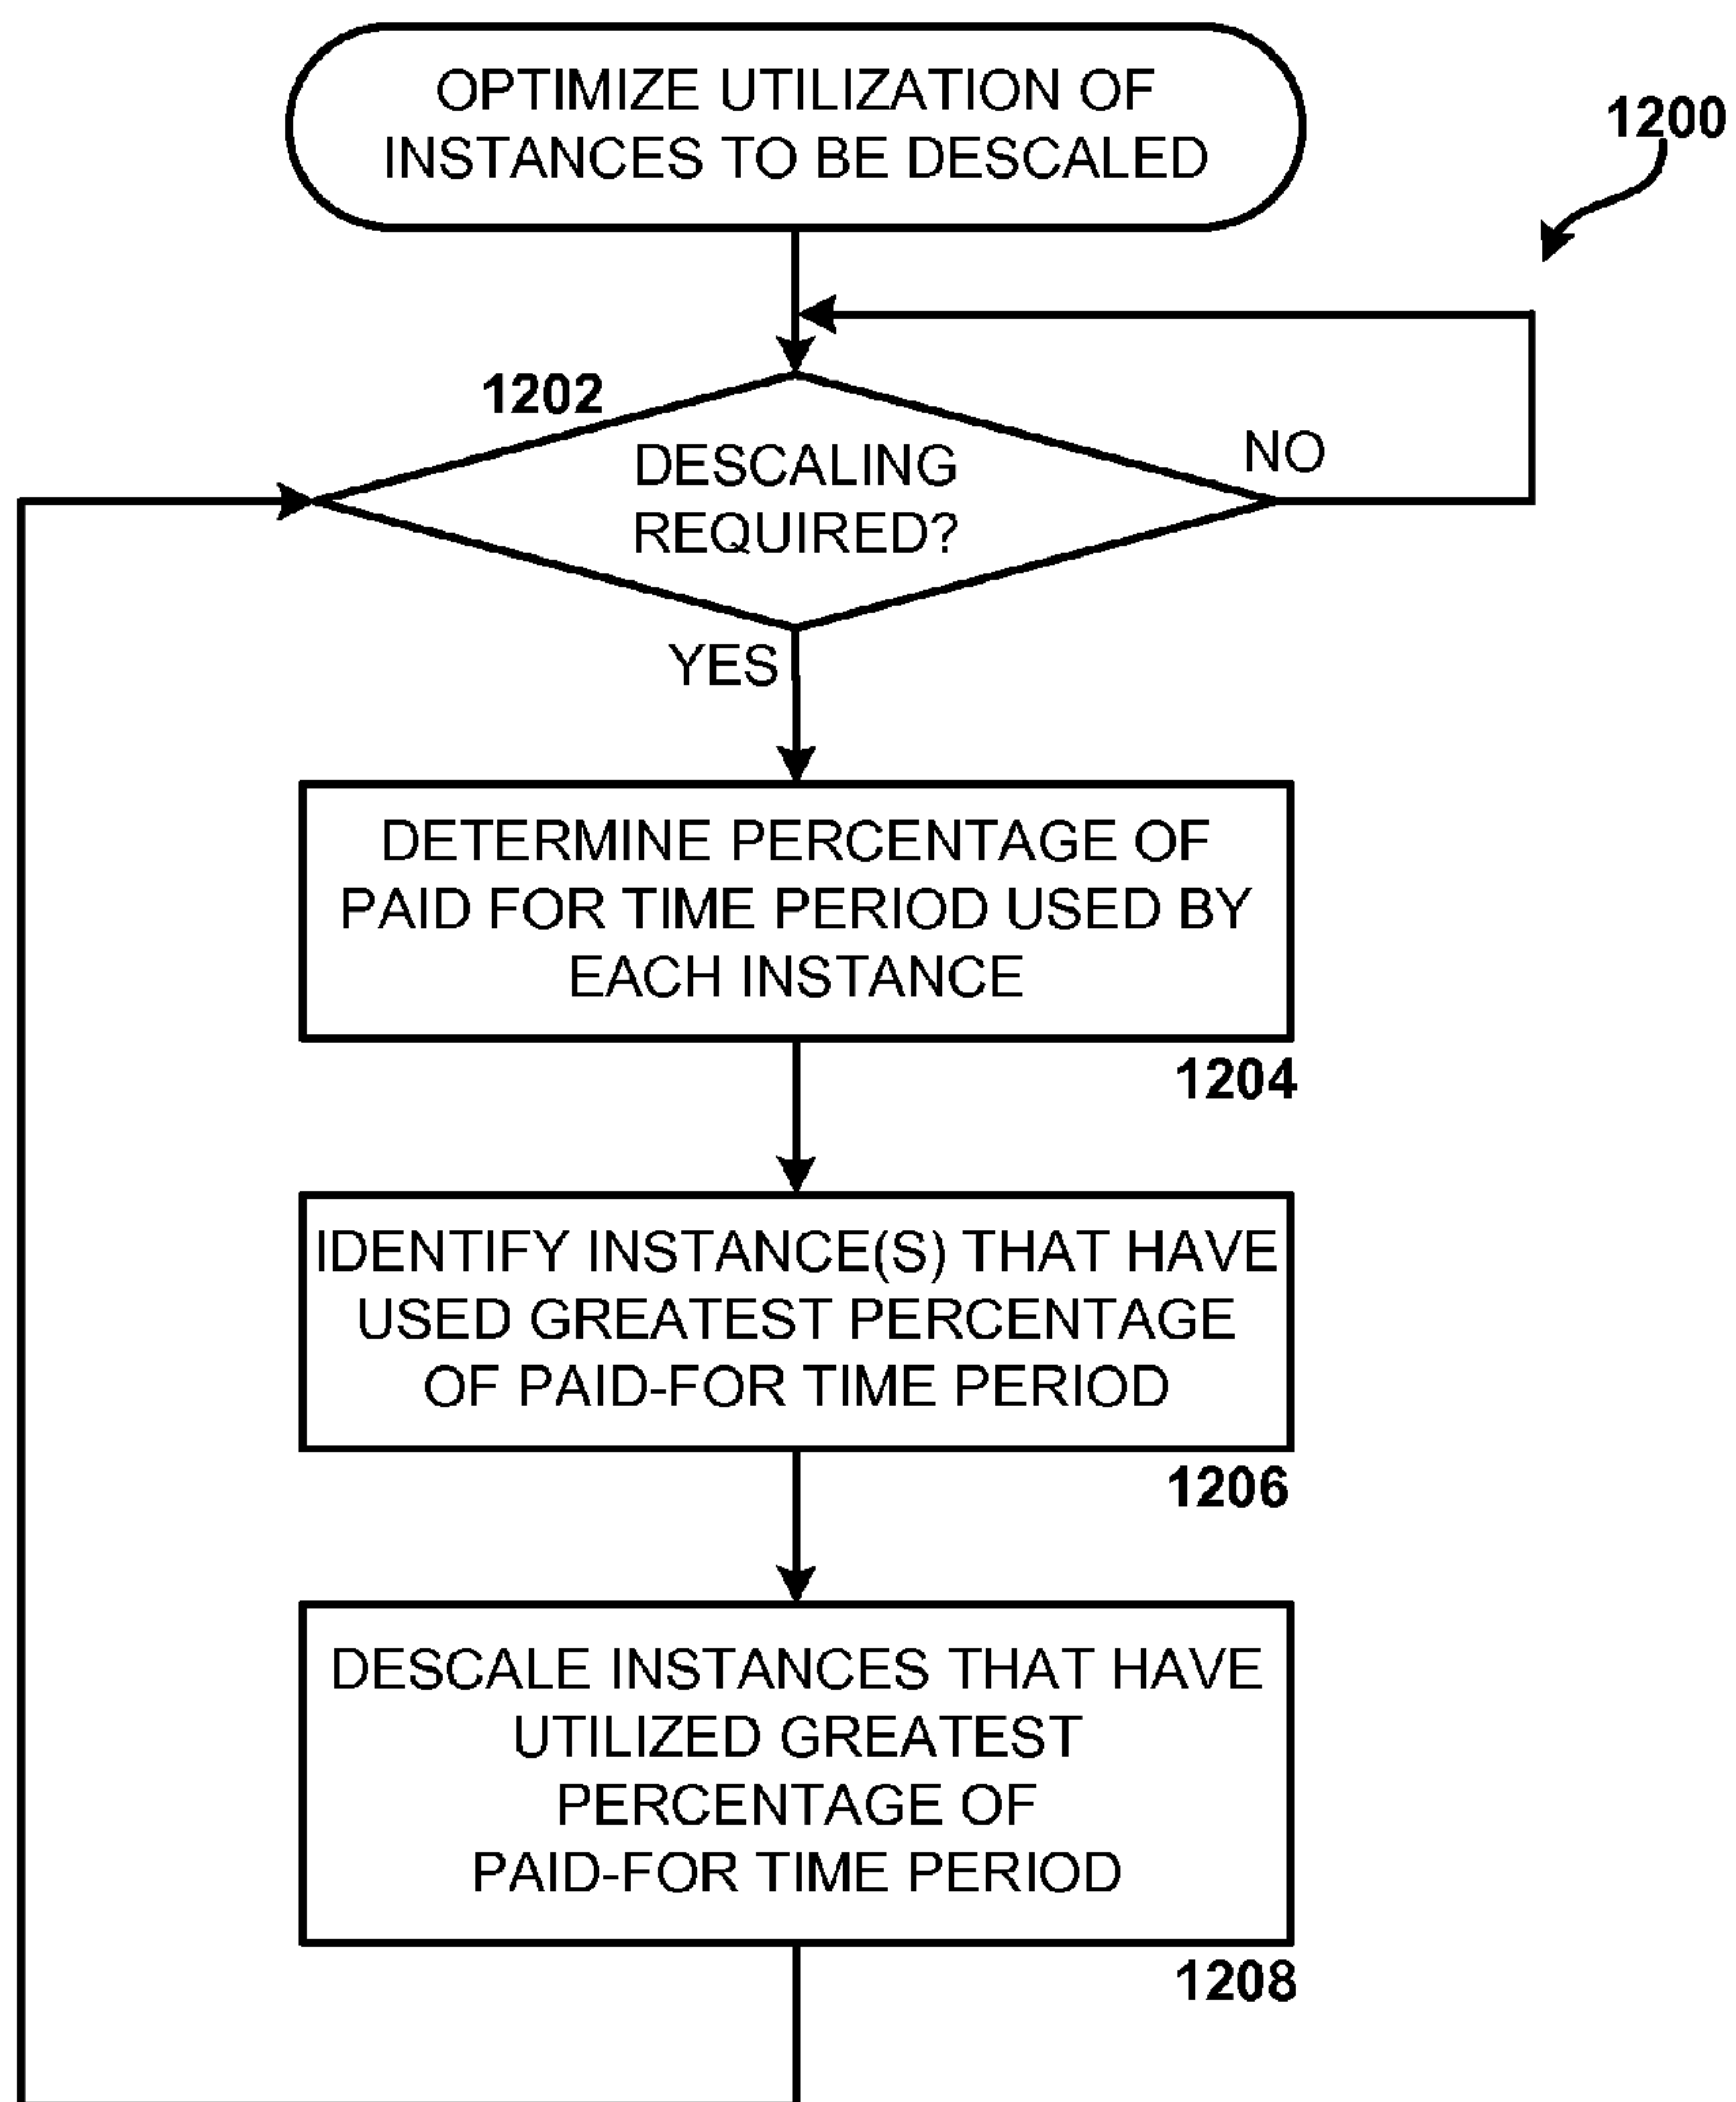 OPTIMIZE UTILIZATION OF
INSTANCES TO BE DESCALED
1200
1202
DESCALING
REQUIRED?
NO
YES
DETERMINE PERCENTAGE OF
PAID FOR TIME PERIOD USED BY
EACH INSTANCE
1204
IDENTIFY INSTANCE(S) THAT HAVE
USED GREATEST PERCENTAGE
OF PAID-FOR TIME PERIOD
1206
DESCALE INSTANCES THAT HAVE
UTILIZED GREATEST
PERCENTAGE OF
PAID-FOR TIME PERIOD
1208